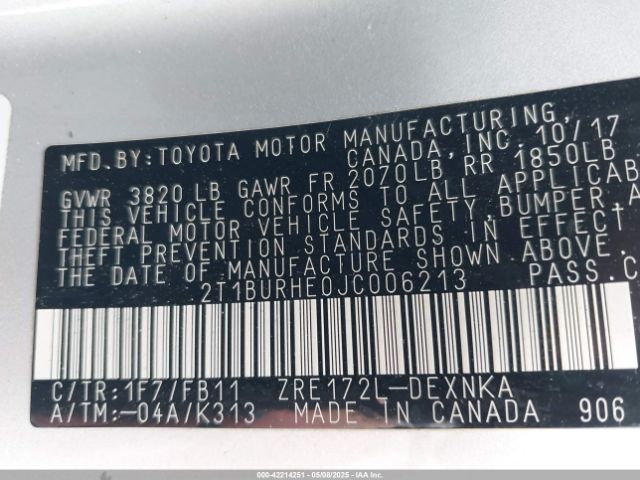 MFD. BY: TOYOTA MOTOR MANUFACTURING,
CANADA, INC. 10/17
GVWR 3820 LB GAWR FR 2070LB RR 1850LB
THIS VEHICLE CONFORMS TO ALL APPLICAB
FEDERAL MOTOR VEHICLE SAFETY, BUMPER, A
THEFT PREVENTION STANDARDS IN EFFECT
THE DATE OF MANUFACTURE SHOWN ABOVE.
2T1BURHE0JC006213 PASS.C
C/TR:1F7/FB11 ZRE172L-DEXNKA
A/TM:-04A/K313 MADE IN CANADA 906
000-42214251 - 05/08/2025 - IAAI.com